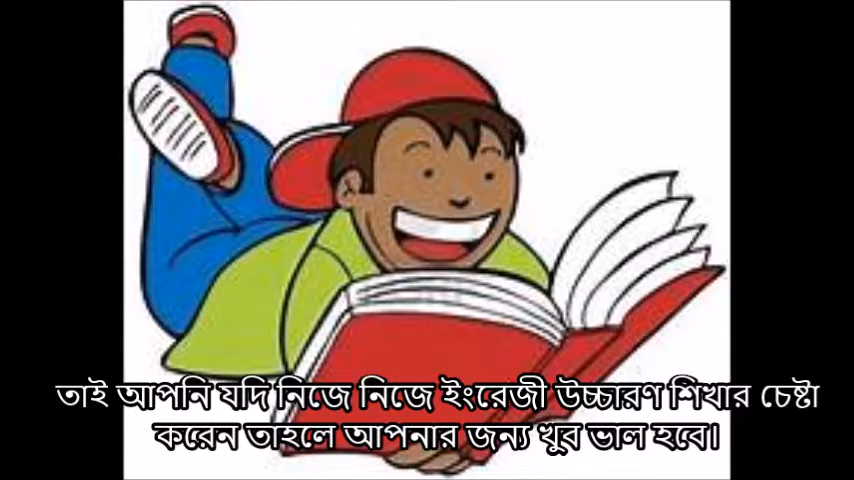 তাই আপনি যদি নিজে নিজে ইংরেজী উচ্চারণ শিখার চেষ্টা
করেন তাহলে আপনার জন্য খুব ভাল হবে।